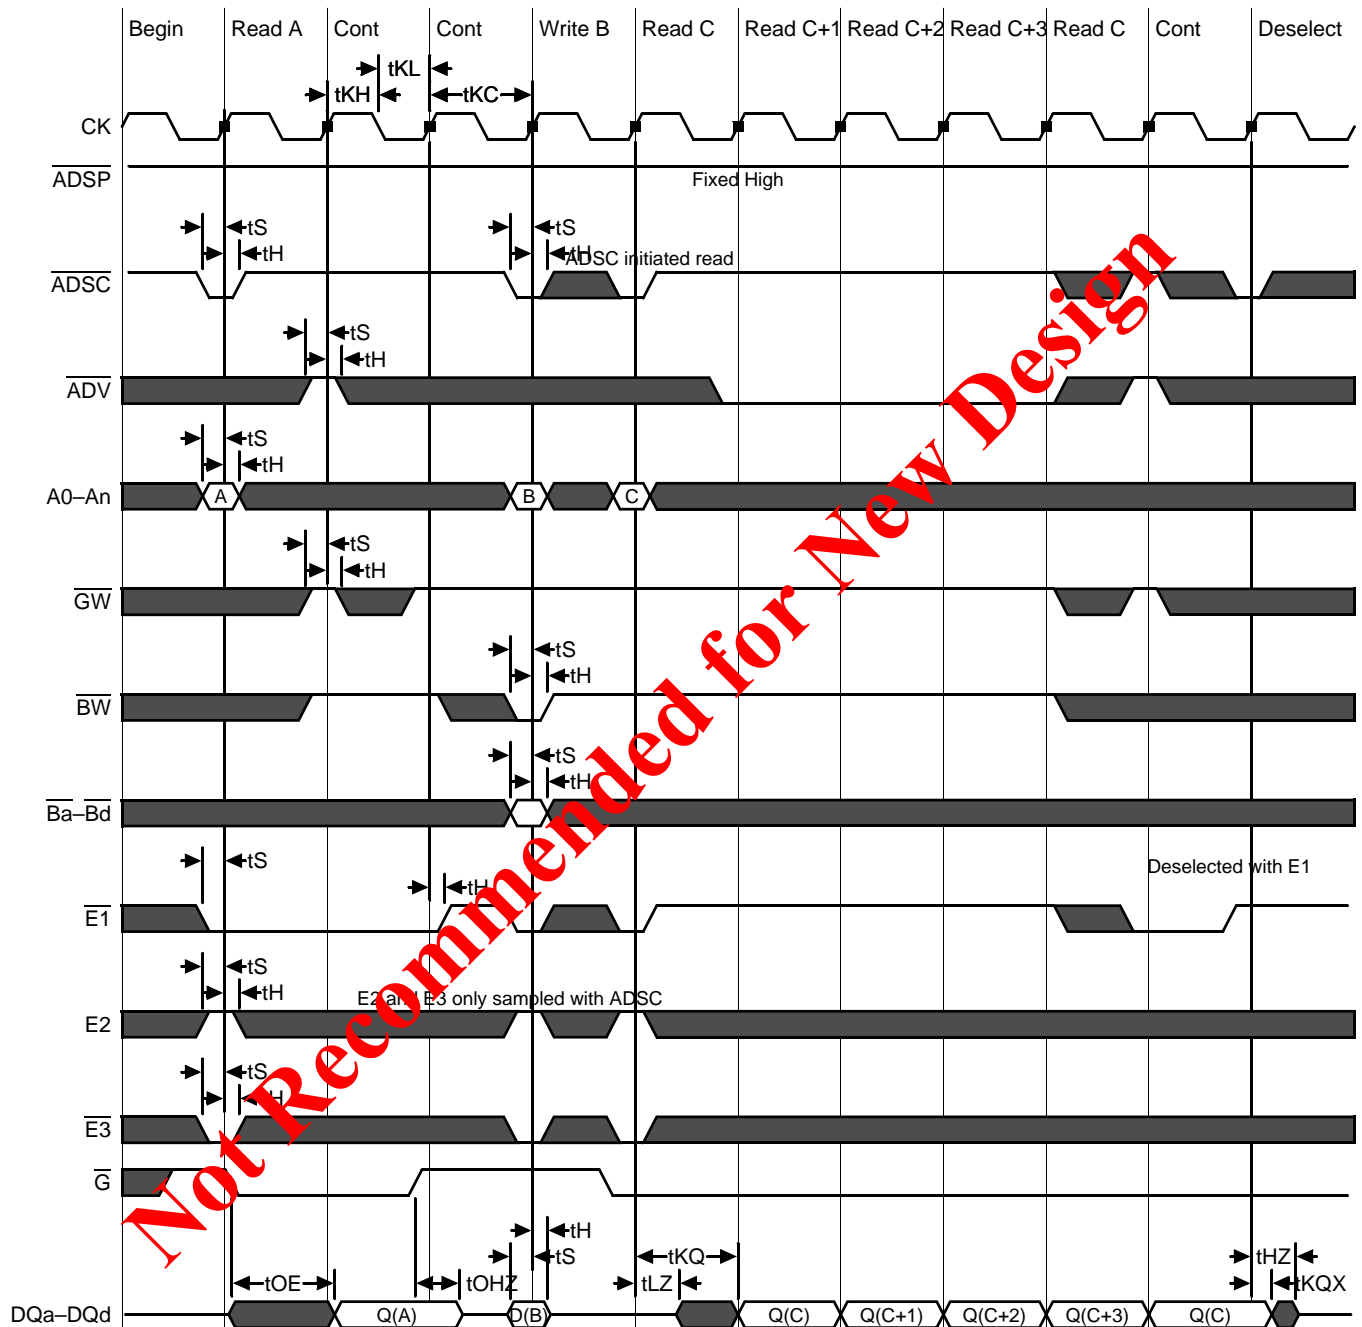 Begin Read A Cont Cont Write B Read C Read C+1 Read C+2 Read C+3 Read C Cont Deselect
tKL
tKH tKC
CK
ADSP
Fixed High
tS tS
tH tH
ADSC initiated read
ADSC
tS
tH
ADV
tS
tH
A0–An A B C
tS
tH
GW
tS
tH
BW
tS
tH
Ba–Bd
tS
tH
Deselected with E1
E1
tS
tH
E2 and E3 only sampled with ADSC
E2
tS
tH
E3
G
tH
tS tKQ tHZ
tOE tOHZ tLZ tKQX
DQa–DQd Q(A) D(B) Q(C) Q(C+1) Q(C+2) Q(C+3) Q(C)
Not Recommended for New Design